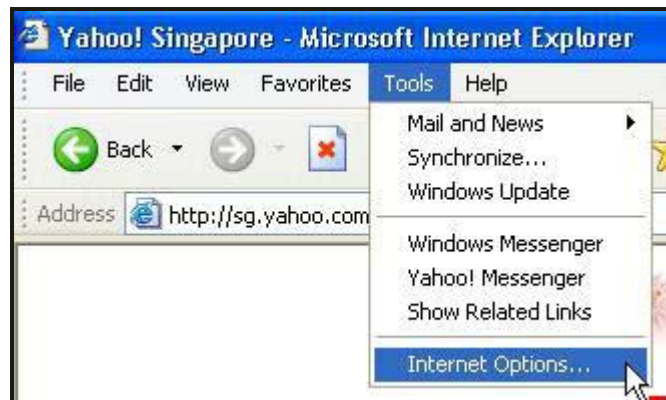 Yahoo! Singapore - Microsoft Internet Explorer
File Edit View Favorites Tools Help
Back
Mail and News
Synchronize...
Windows Update
Address http://sg.yahoo.com
Windows Messenger
Yahoo! Messenger
Show Related Links
Internet Options...